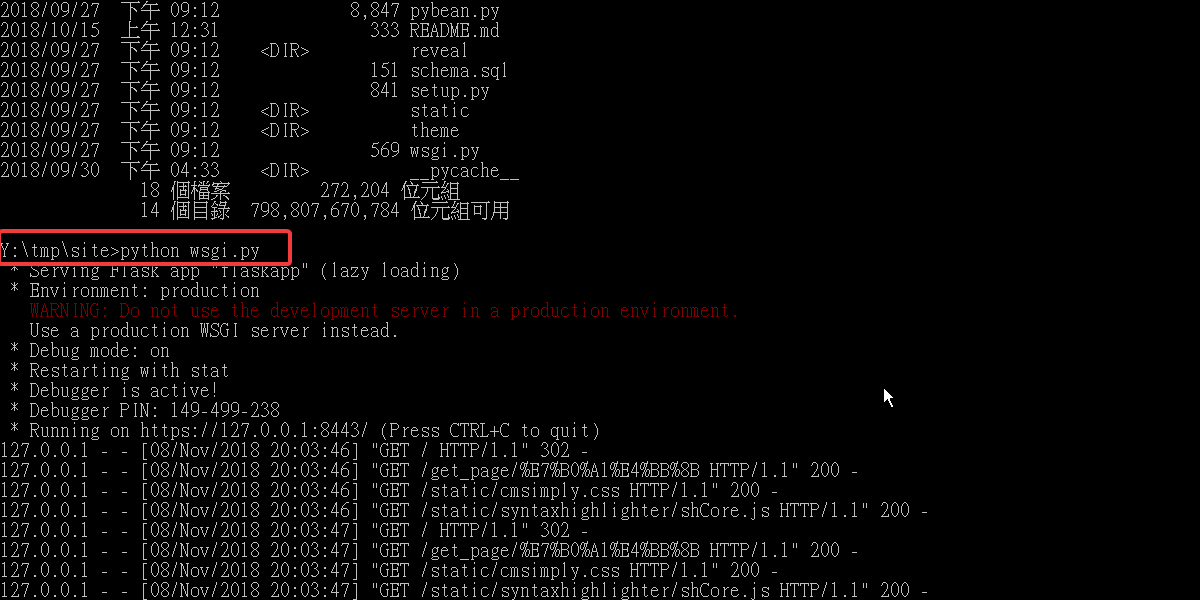 2018/09/27 下午 09:12 8,847 pybean.py
2018/10/15 上午 12:31 333 README.md
2018/09/27 下午 09:12 <DIR> reveal
2018/09/27 下午 09:12 151 schema.sql
2018/09/27 下午 09:12 841 setup.py
2018/09/27 下午 09:12 <DIR> static
2018/09/27 下午 09:12 <DIR> theme
2018/09/27 下午 09:12 569 wsgi.py
2018/09/30 下午 04:33 <DIR> __pycache__
18 個檔案 272,204 位元組
14 個目錄 798,807,670,784 位元組可用
Y:\tmp\site>python wsgi.py
* Serving Flask app "flaskapp" (lazy loading)
* Environment: production
WARNING: Do not use the development server in a production environment.
Use a production WSGI server instead.
* Debug mode: on
* Restarting with stat
* Debugger is active!
* Debugger PIN: 149-499-238
* Running on https://127.0.0.1:8443/ (Press CTRL+C to quit)
127.0.0.1 - - [08/Nov/2018 20:03:46] "GET / HTTP/1.1" 302 -
127.0.0.1 - - [08/Nov/2018 20:03:46] "GET /get_page/%E7%B0%A1%E4%BB%8B HTTP/1.1" 200 -
127.0.0.1 - - [08/Nov/2018 20:03:46] "GET /static/cmsimply.css HTTP/1.1" 200 -
127.0.0.1 - - [08/Nov/2018 20:03:46] "GET /static/syntaxhighlighter/shCore.js HTTP/1.1" 200 -
127.0.0.1 - - [08/Nov/2018 20:03:47] "GET / HTTP/1.1" 302 -
127.0.0.1 - - [08/Nov/2018 20:03:47] "GET /get_page/%E7%B0%A1%E4%BB%8B HTTP/1.1" 200 -
127.0.0.1 - - [08/Nov/2018 20:03:47] "GET /static/cmsimply.css HTTP/1.1" 200 -
127.0.0.1 - - [08/Nov/2018 20:03:47] "GET /static/syntaxhighlighter/shCore.js HTTP/1.1" 200 -